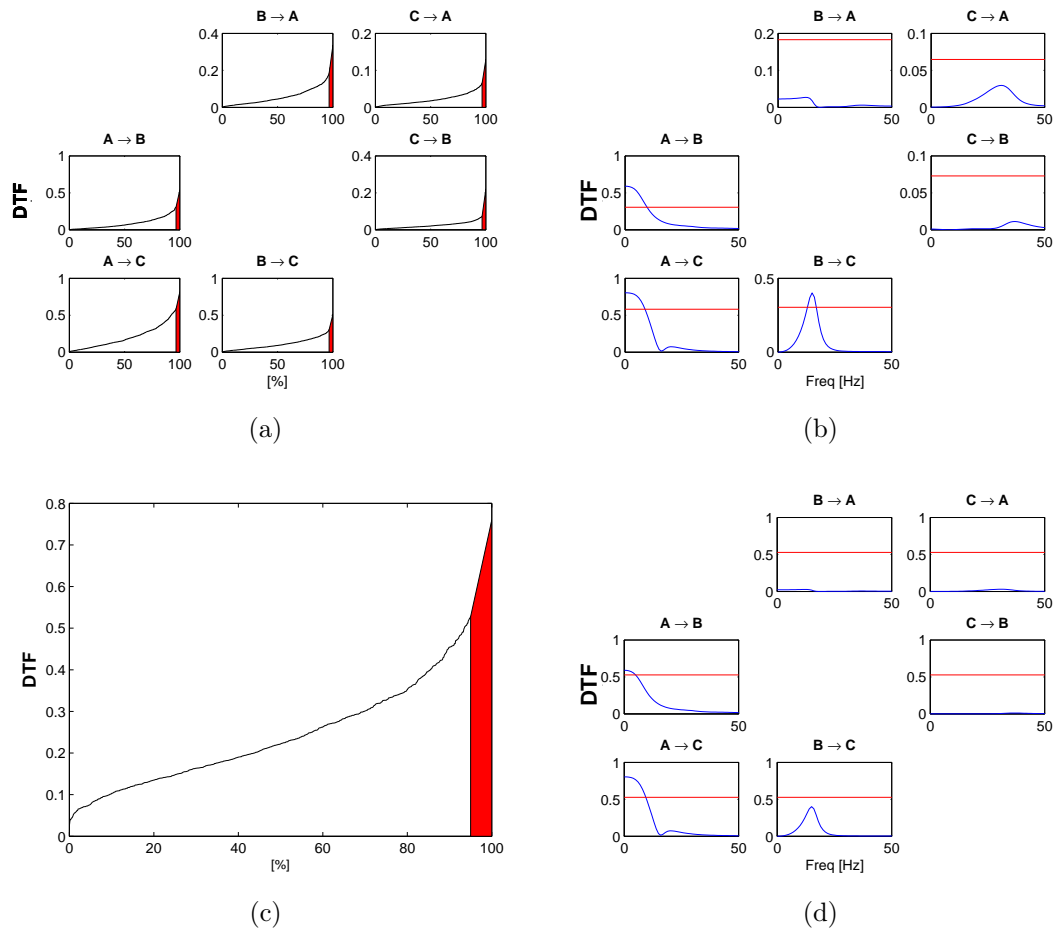 B → A
C → A
0.4
0.2
0
0 50 100
0.4
0.2
0
0 50 100
A → B
C → B
DTF
1
0.5
0
0 50 100
0.4
0.2
0
0 50 100
A → C
B → C
1
0.5
0
0 50 100
1
0.5
0
0 50 100
[%]
(a)
B → A
C → A
0.2
0.1
0
0 50
0.1
0.05
0
0 50
A → B
C → B
DTF
1
0.5
0
0 50
0.1
0.05
0
0 50
A → C
B → C
1
0.5
0
0 50
0.5
0
0 50
Freq [Hz]
(b)
0.8
0.7
0.6
0.5
0.4
0.3
0.2
0.1
0
DTF
0 20 40 60 80 100
[%]
(c)
B → A
C → A
1
0.5
0
0 50
1
0.5
0
0 50
A → B
C → B
DTF
1
0.5
0
0 50
1
0.5
0
0 50
A → C
B → C
1
0.5
0
0 50
1
0.5
0
0 50
Freq [Hz]
(d)